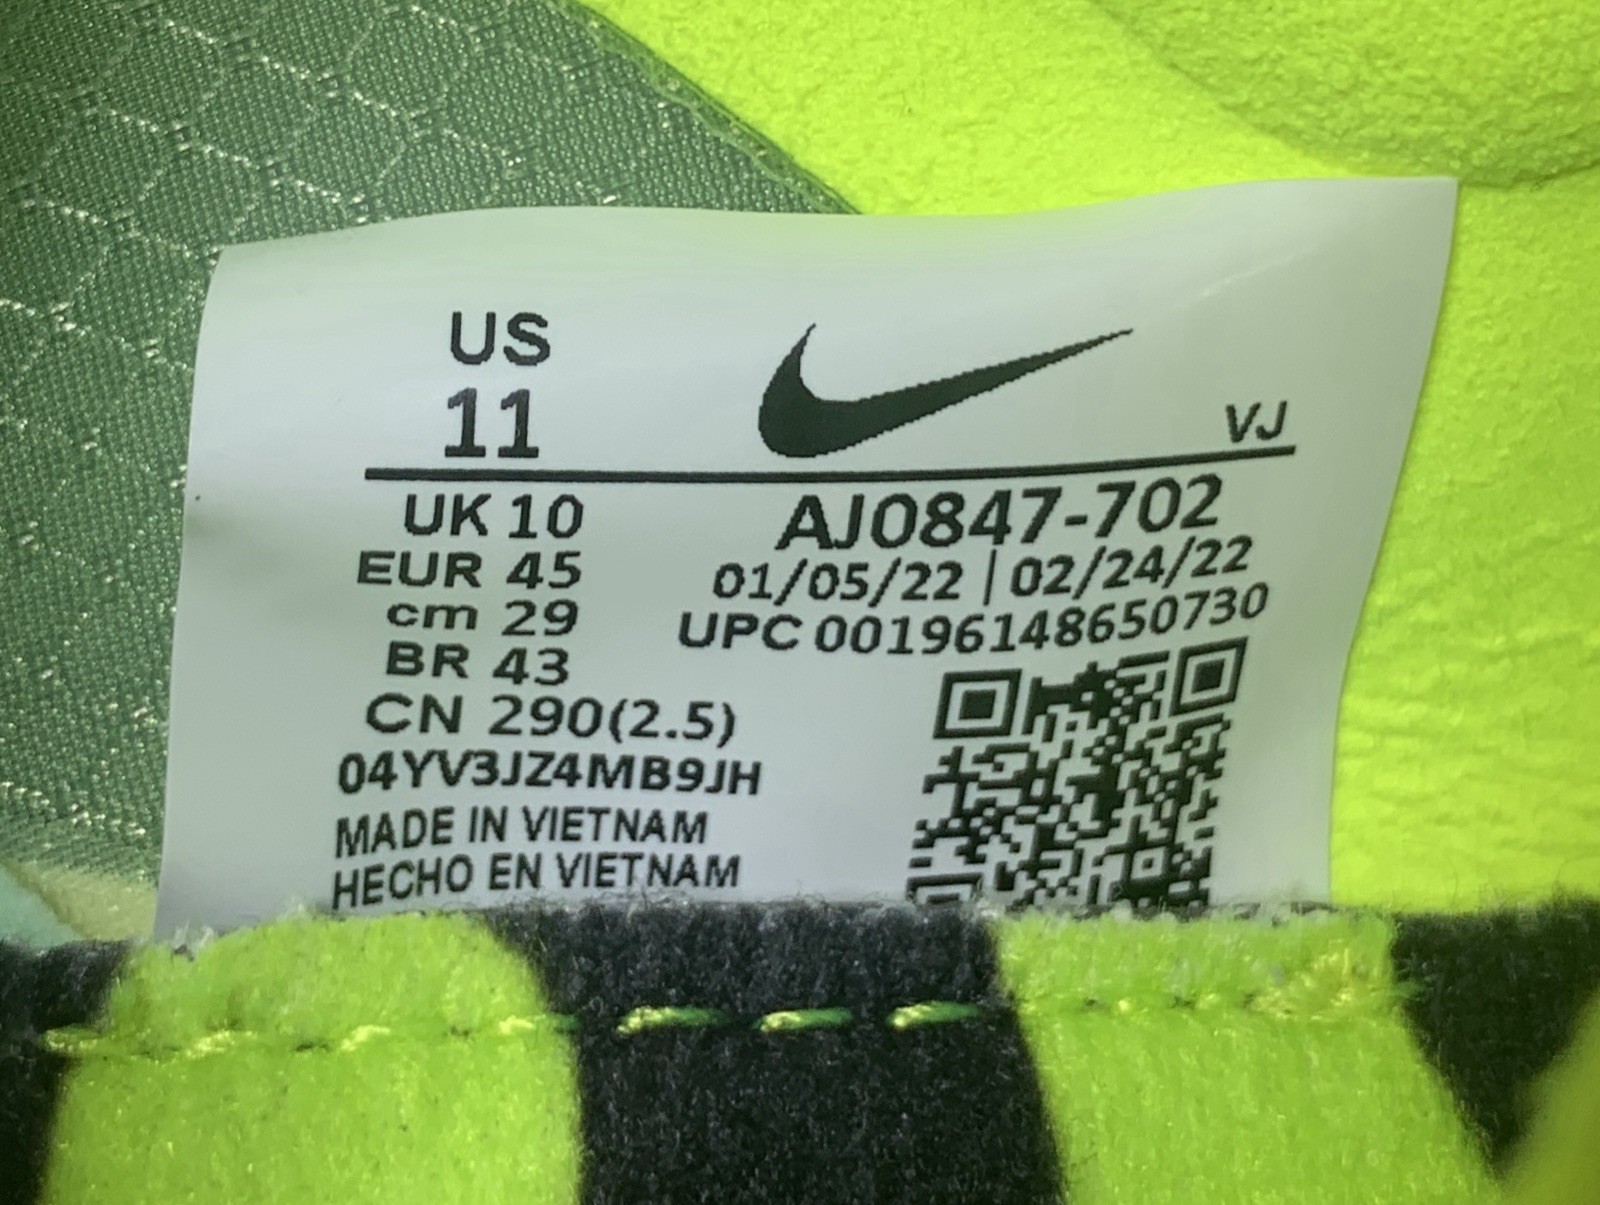 US
11
VJ
UK 10
EUR 45
cm 29
BR 43
CN 290(2.5)
04YV3JZ4MB9JH
MADE IN VIETNAM
HECHO EN VIETNAM
AJ0847-702
01/05/22 | 02/24/22
UPC 00196148650730